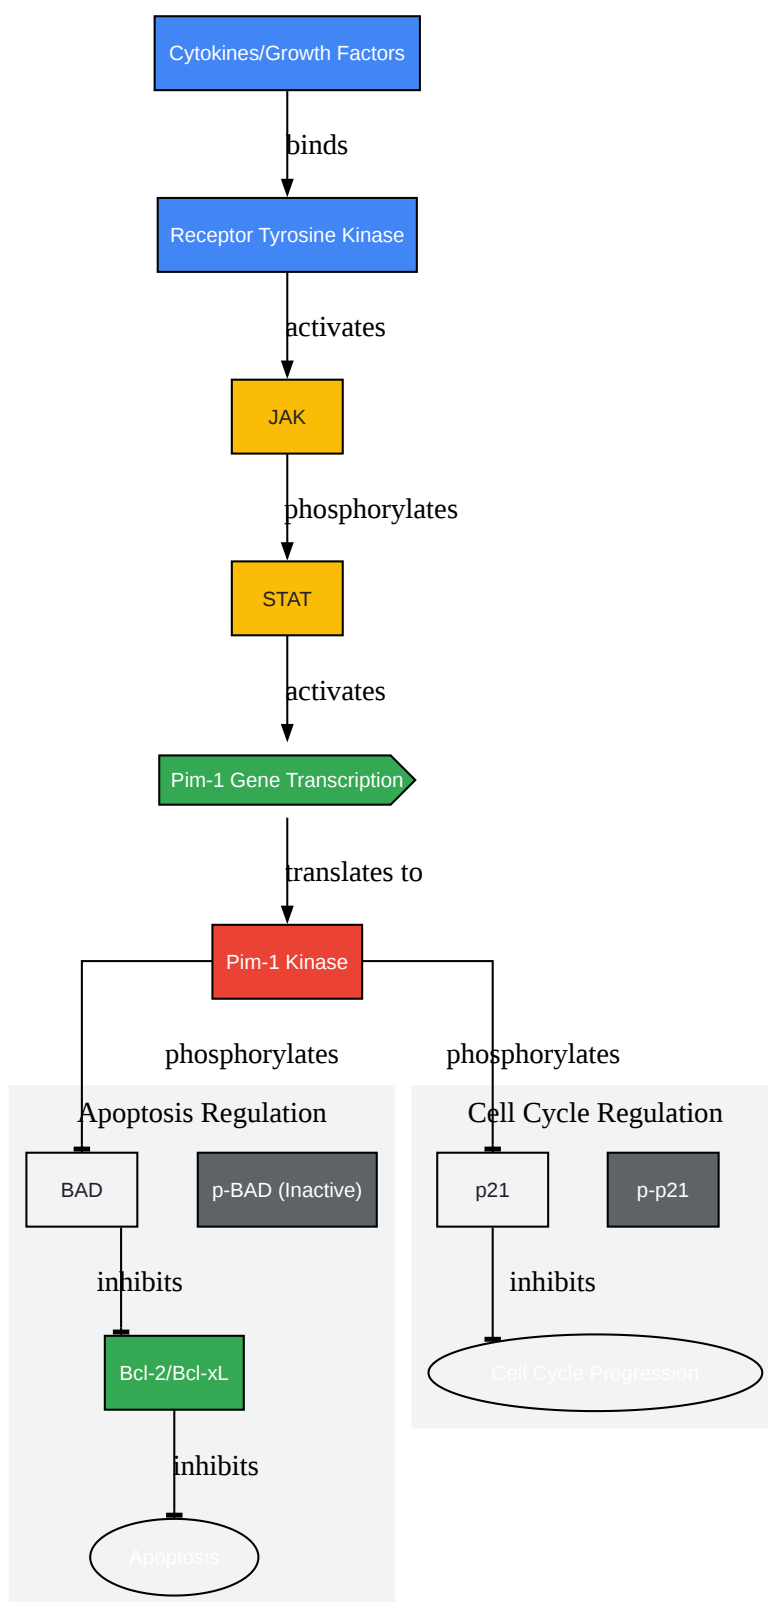 Cytokines/Growth Factors
binds
Receptor Tyrosine Kinase
activates
JAK
phosphorylates
STAT
activates
Pim-1 Gene Transcription
translates to
Pim-1 Kinase
phosphorylates
phosphorylates
Apoptosis Regulation
Cell Cycle Regulation
BAD
p-BAD (Inactive)
p21
p-p21
inhibits
inhibits
Bcl-2/Bcl-xL
Cell Cycle Progression
inhibits
Apoptosis